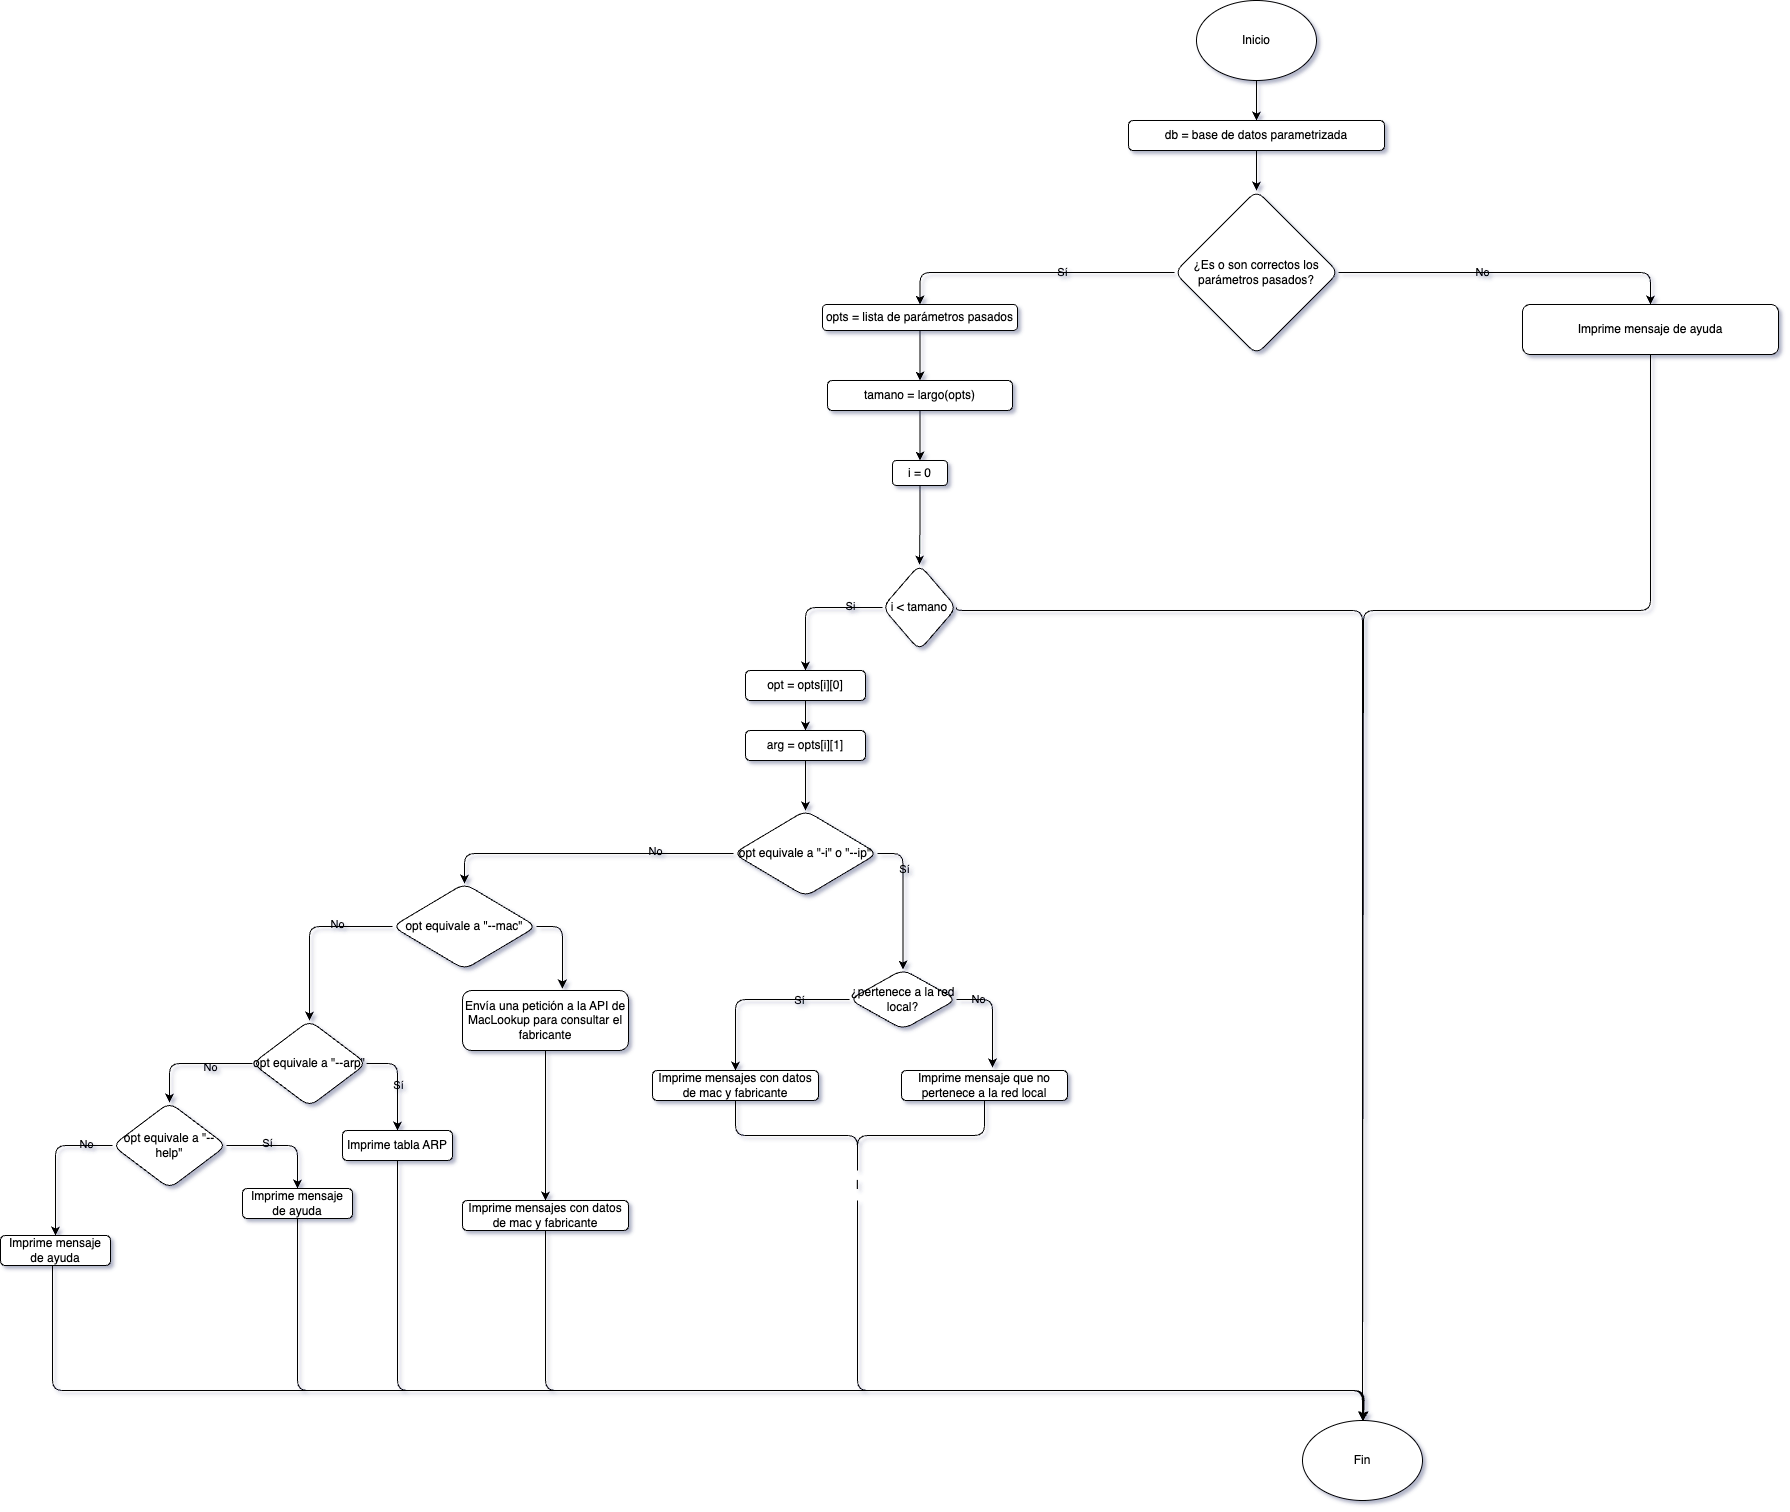 Inicio
db = base de datos parametrizada
¿Es o son correctos los
parámetros pasados?
Sí
No
opts = lista de parámetros pasados
Imprime mensaje de ayuda
tamano = largo(opts)
i = 0
Si
i < tamano
opt = opts[i][0]
arg = opts[i][1]
No
opt equivale a "-i" o "--ip"
Sí
No
opt equivale a "--mac"
¿pertenece a la red
local?
Sí
No
Envía una petición a la API de
MacLookup para consultar el
fabricante
No
opt equivale a "--arp"
Sí
Imprime mensajes con datos
de mac y fabricante
Imprime mensaje que no
pertenece a la red local
No
opt equivale a "--
help"
Sí
Imprime tabla ARP
Imprime mensaje
de ayuda
Imprime mensajes con datos
de mac y fabricante
Imprime mensaje
de ayuda
Fin